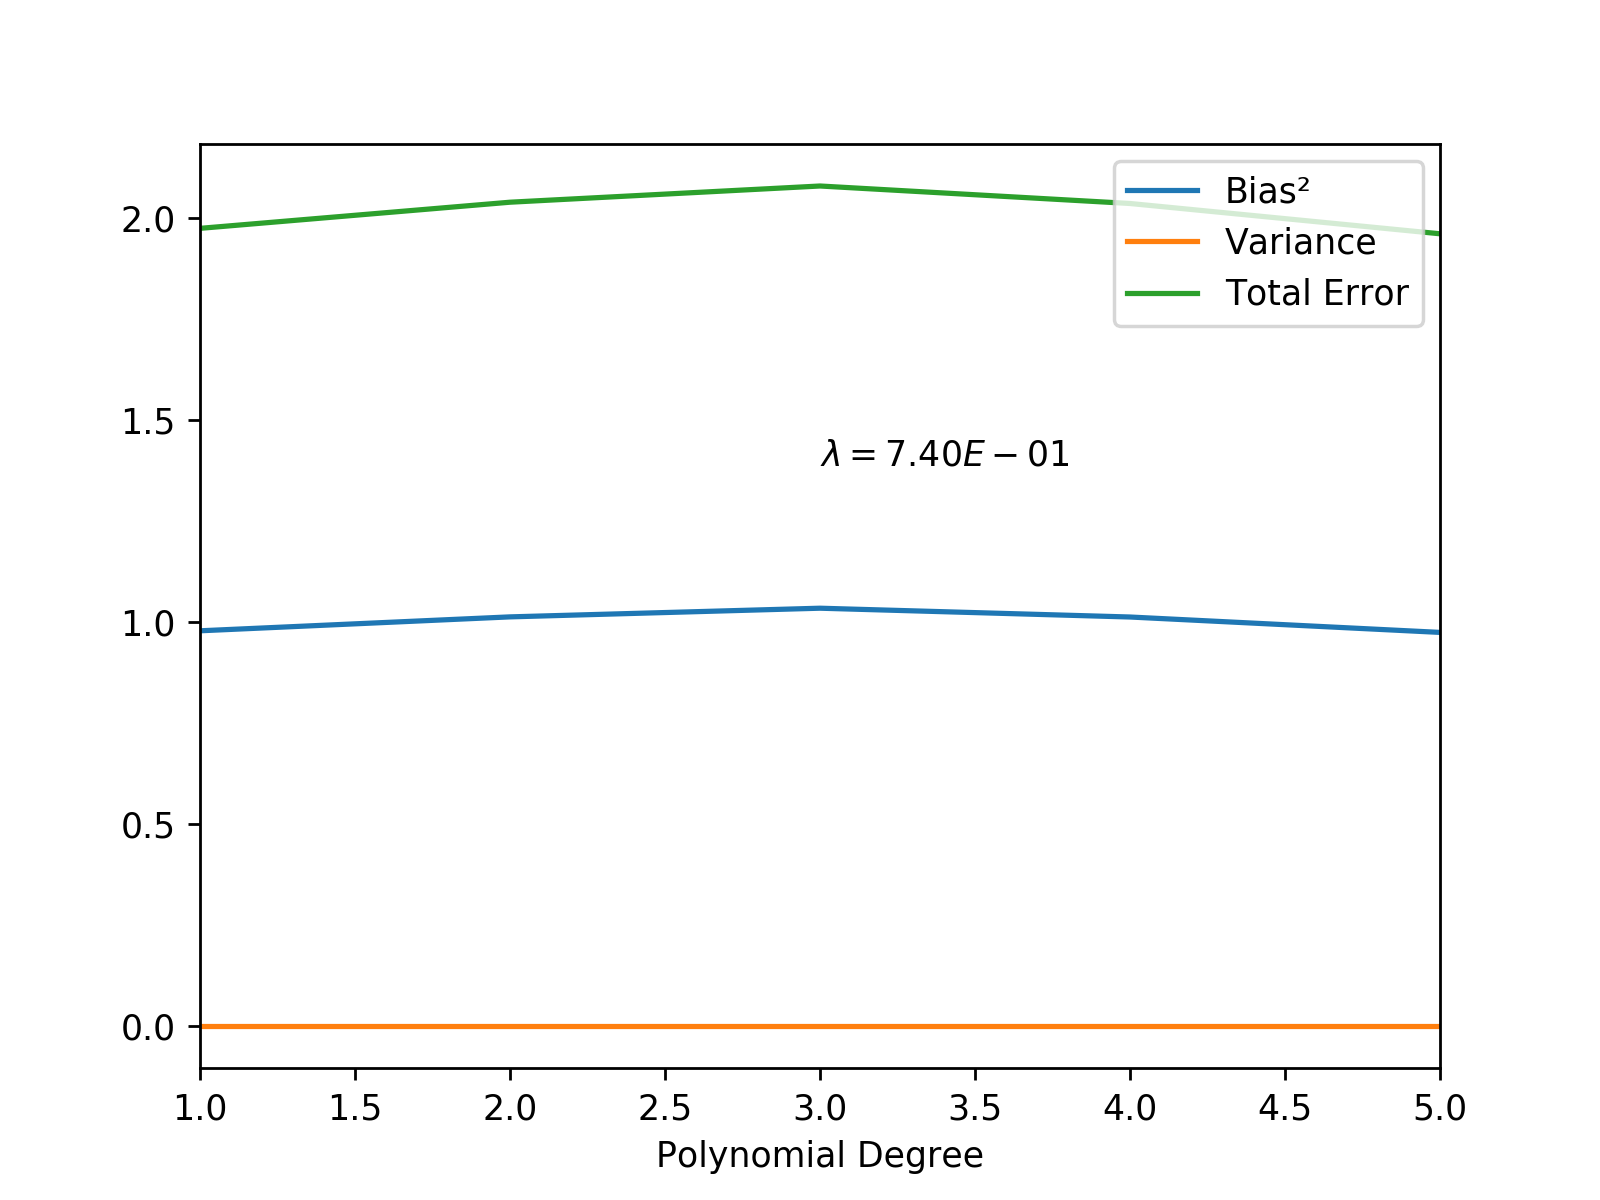 Bias²
Variance
Total Error
2.0
1.5
λ = 7.40E − 01
1.0
0.5
0.0
1.0 1.5 2.0 2.5 3.0 3.5 4.0 4.5 5.0
Polynomial Degree